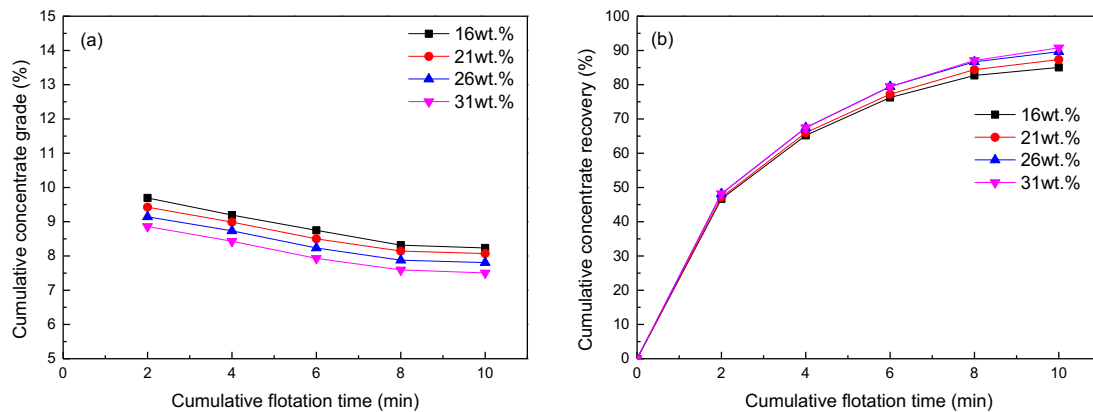 (a)
16wt.%
21wt.%
26wt.%
31wt.%
Cumulative concentrate grade (%)
15
14
13
12
11
10
9
8
7
6
5
0 2 4 6 8 10
Cumulative flotation time (min)
(b)
16wt.%
21wt.%
26wt.%
31wt.%
Cumulative concentrate recovery (%)
100
90
80
70
60
50
40
30
20
10
0
0 2 4 6 8 10
Cumulative flotation time (min)